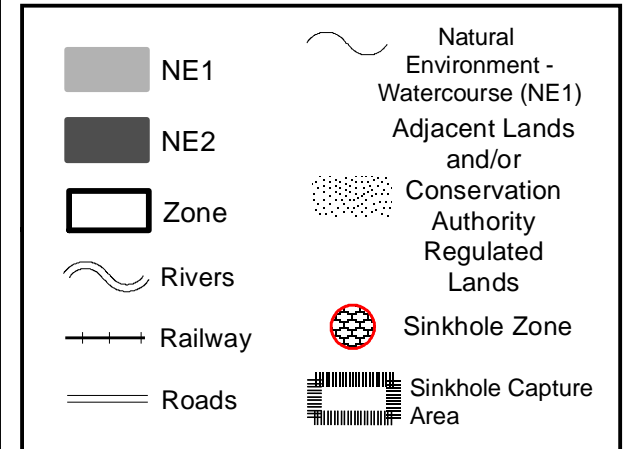 NE1
NE2
Zone
Rivers
Railway
Roads
Natural
Environment -
Watercourse (NE1)
Adjacent Lands
and/or
Conservation
Authority
Regulated
Lands
Sinkhole Zone
Sinkhole Capture
Area